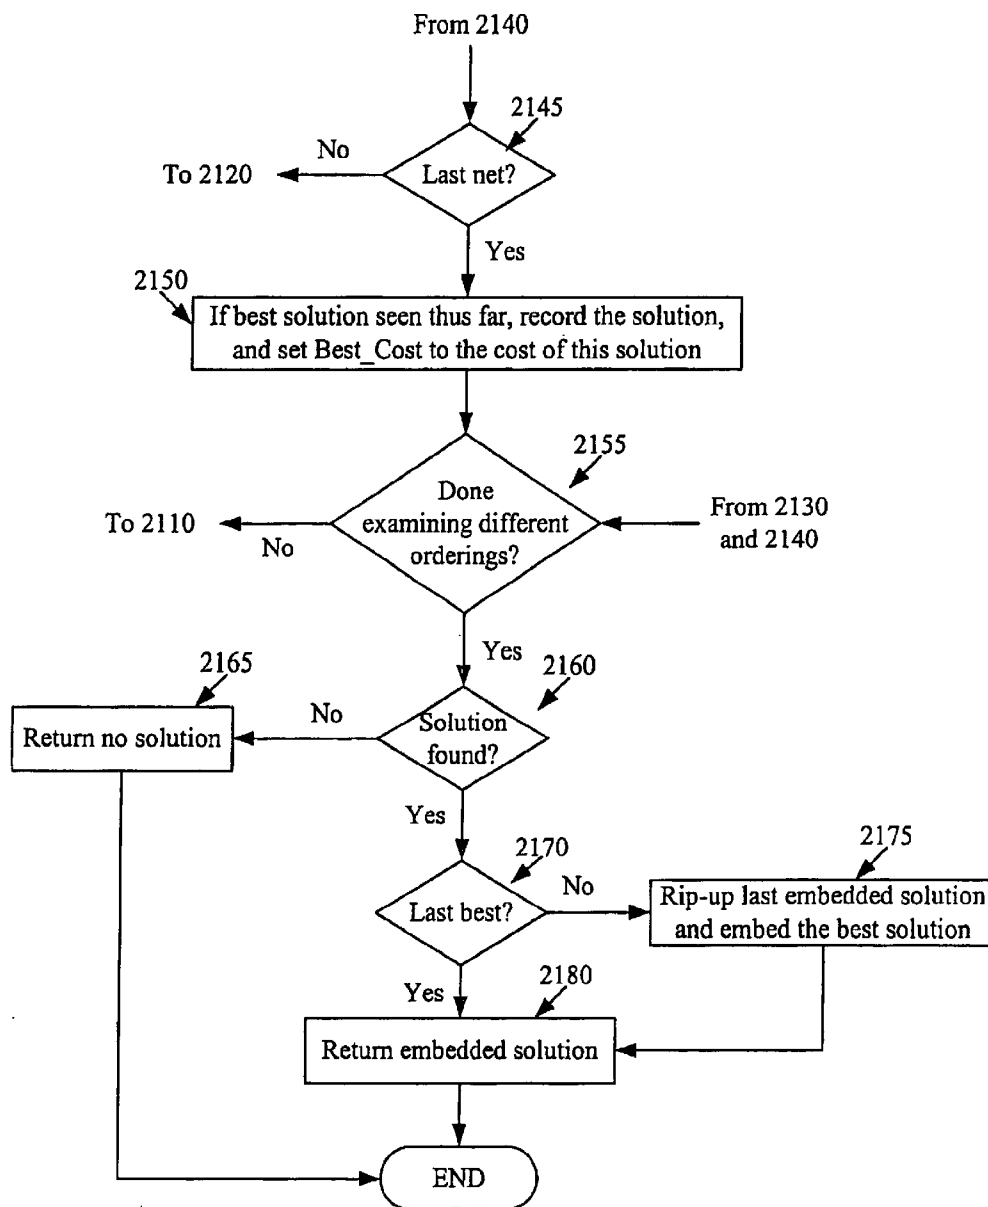 From 2140
2145
No
Last net?
To 2120
Yes
2150
If best solution seen thus far, record the solution,
and set Best_Cost to the cost of this solution
2155
Done
examining different
orderings?
To 2110
No
From 2130
and 2140
Yes
2165
2160
Return no solution
No
Solution
found?
Yes
2170
2175
Last best?
No
Rip-up last embedded solution
and embed the best solution
Yes
2180
Return embedded solution
END